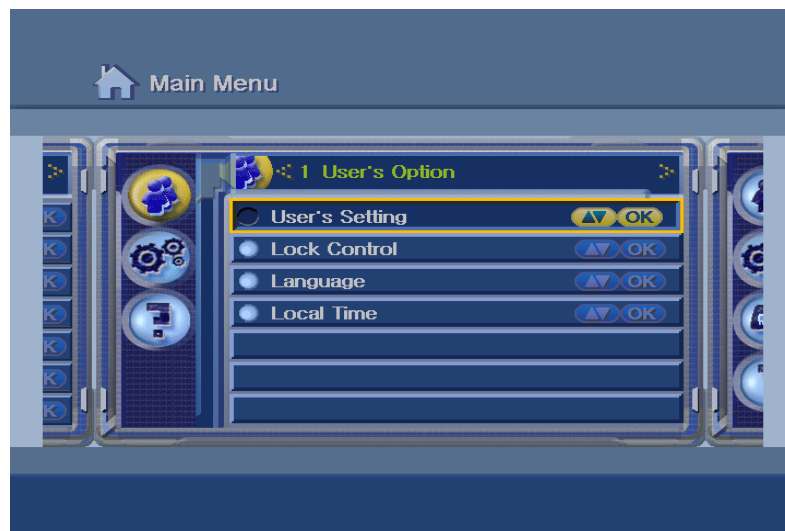 Main Menu
1 User's Option
User's Setting OK
Lock Control OK
Language OK
Local Time OK
K
K
K
K
K
K
K